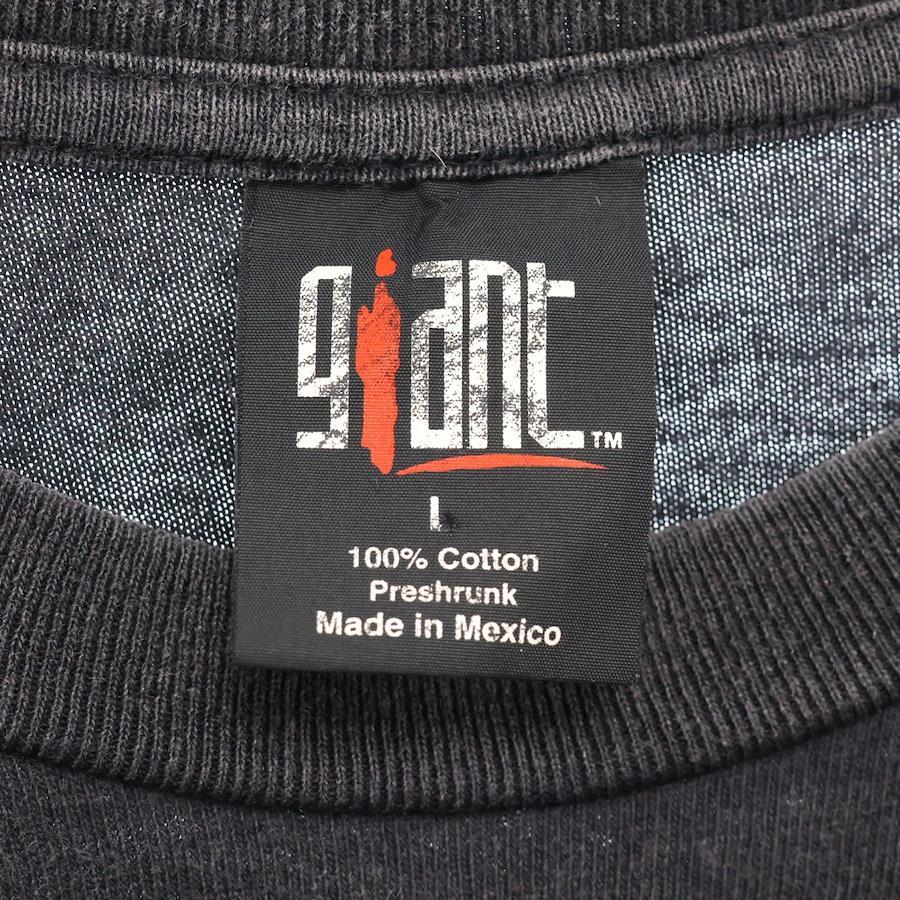 giant™
L
100% Cotton
Preshrunk
Made in Mexico